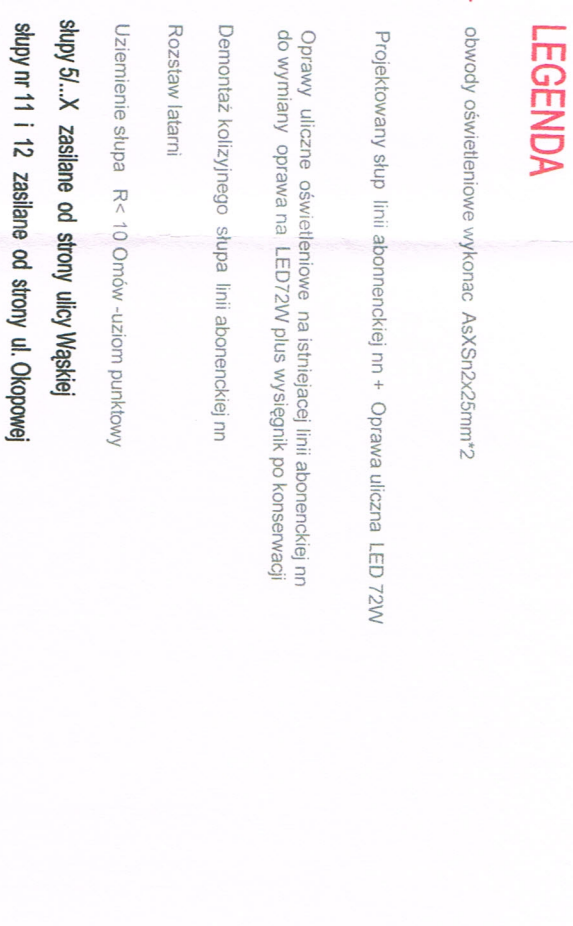 LEGENDA
obwody oświetleniowe wykonac AsXSn2x25mm*2
Projektowany słup linii abonnenckiej nn + Oprawa uliczna LED 72W
Oprawy uliczne oświetleniowe na istniejacej linii abonenckiej nn
do wymiany oprawa na LED72W plus wysięgnik po konserwacji
Demontaż kolizyjnego słupa linii abonenckiej nn
Rozstaw latarni
Uziemienie słupa R< 10 Omów -uziom punktowy
słupy 5/...X zasilane od strony ulicy Wąskiej
słupy nr 11 i 12 zasilane od strony ul. Okopowej